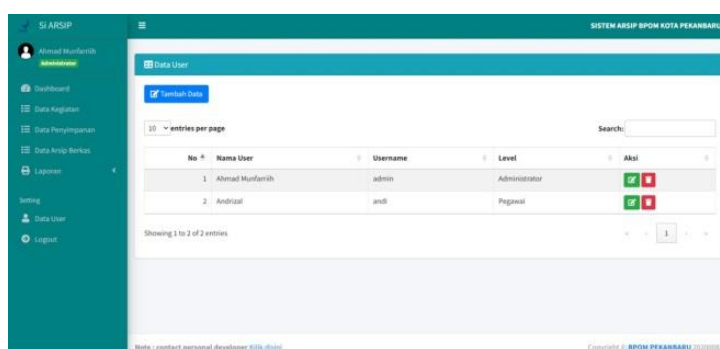 Si ARSIP
SISTEM ARSIP BPOM KOTA PEKANBARU
Ahmad Munfarriih
Administrator
Dashboard
Data Kegiatan
Data Penyimpanan
Data Arsip Berkas
Laporan
Setting
Data User
Logout
Data User
Tambah Data
10 entries per page
Search:
No Nama User Username Level Aksi
1 Ahmad Munfarriih admin Administrator
2 Andrizal andi Pegawai
Showing 1 to 2 of 2 entries
« ‹ 1 › »
Note : contact personal developer Klik disini
Copyright © BPOM PEKANBARU